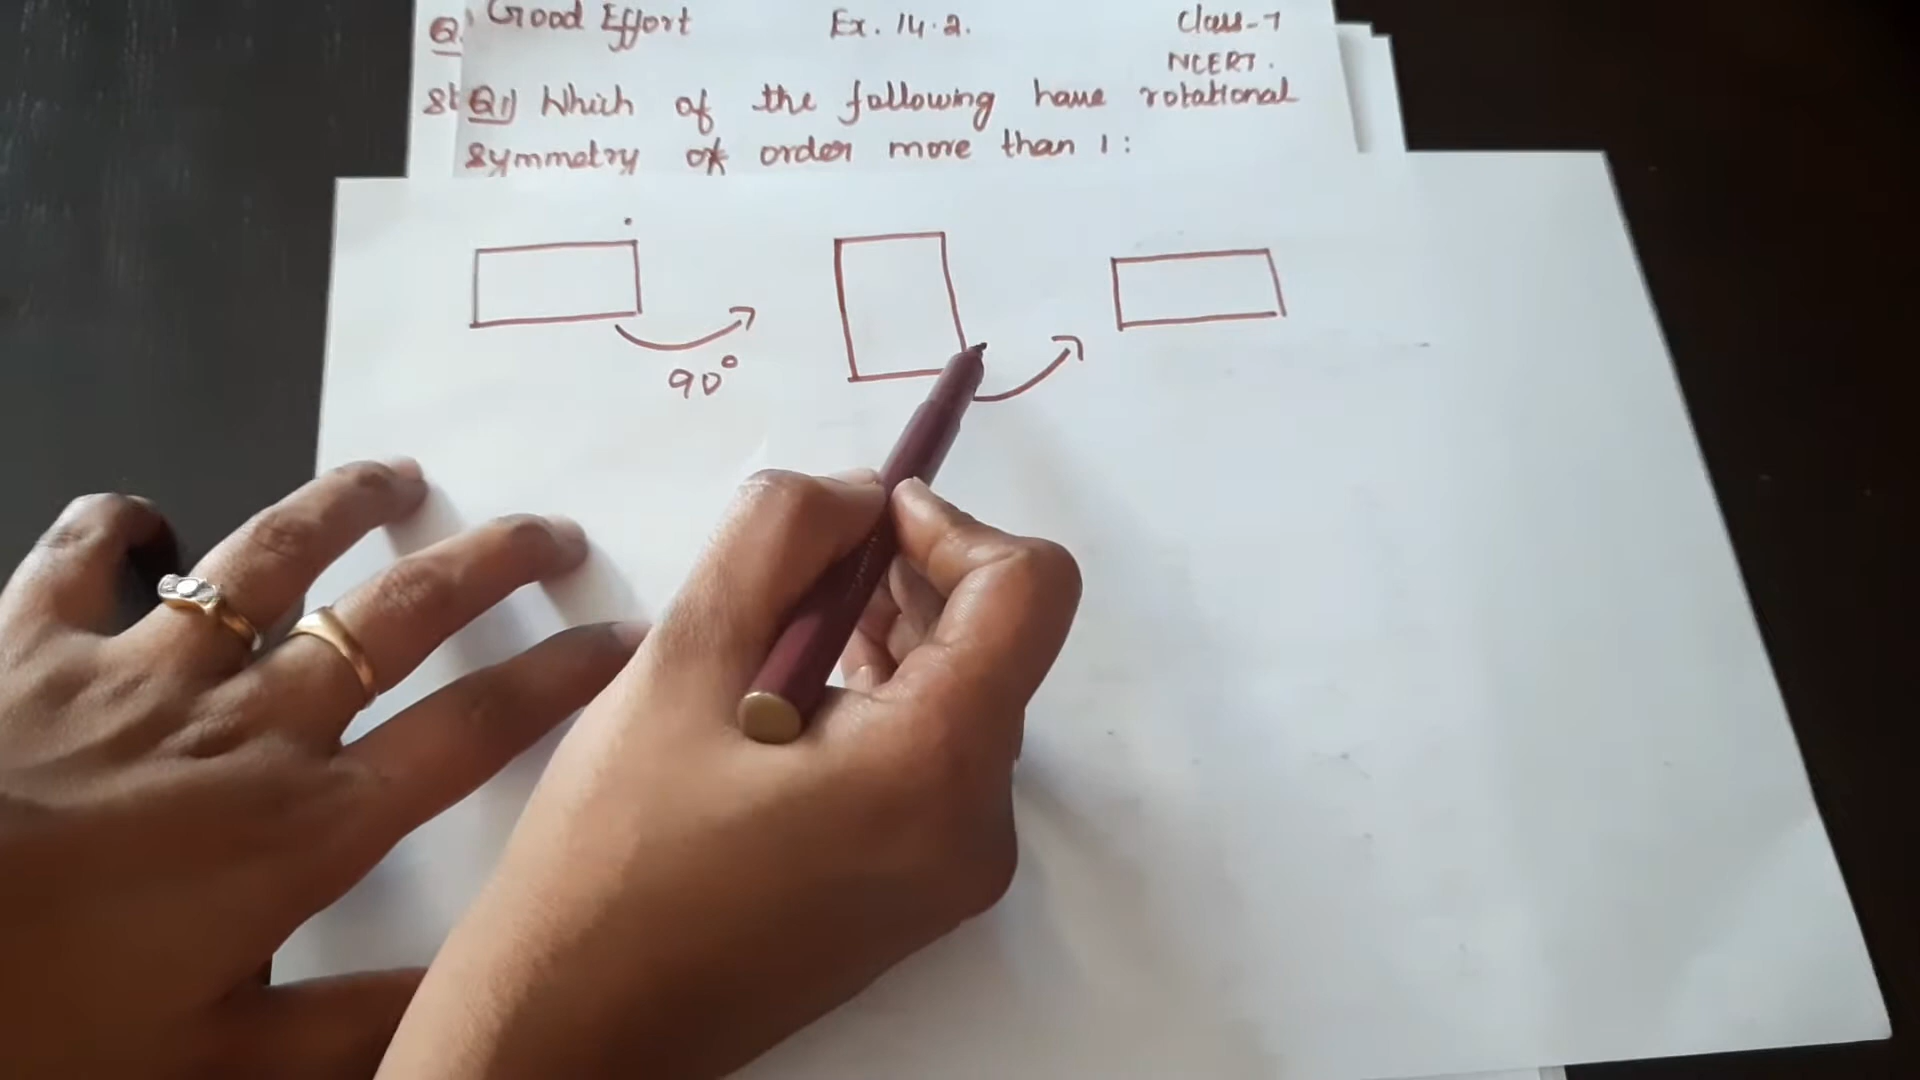 Q. Good Effort Ex. 14.2. Class-7
NCERT.
St Q1) Which of the following have rotational
symmetry of order more than 1:
90°